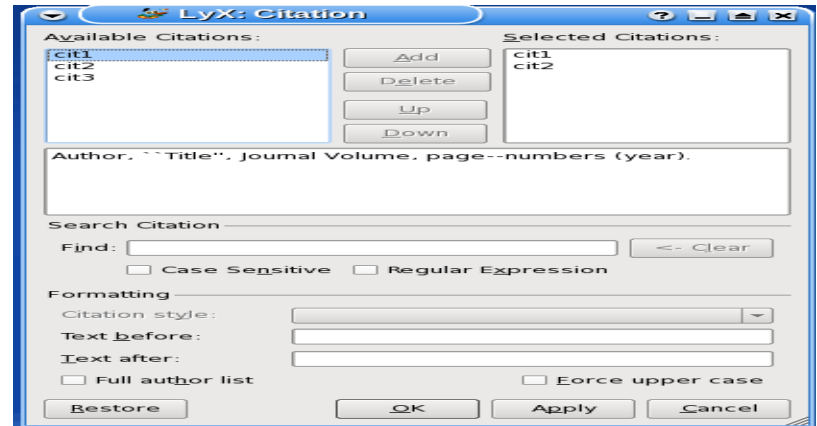 LyX: Citation
Available Citations:
Selected Citations:
cit1
cit2
cit3
Add
Delete
Up
Down
cit1
cit2
Author, ``Title'', Journal Volume, page--numbers (year).
Search Citation
Find:
<- Clear
Case Sensitive
Regular Expression
Formatting
Citation style:
Text before:
Text after:
Full author list
Force upper case
Restore
OK
Apply
Cancel